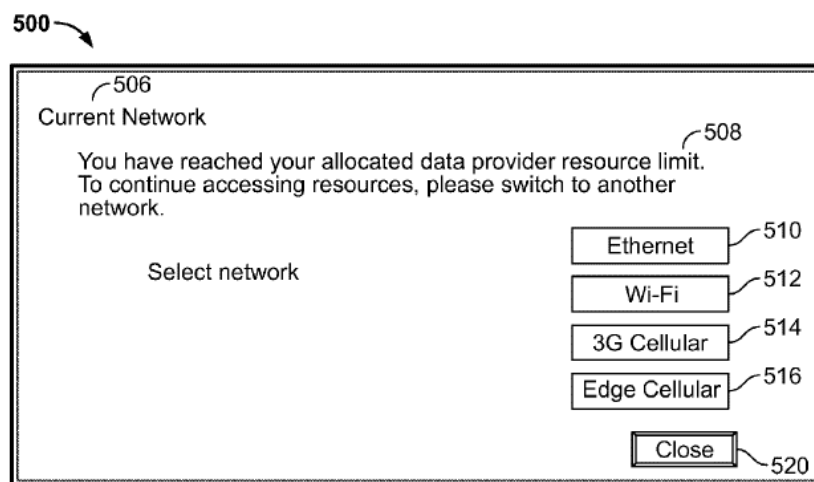 500
506
Current Network
508
You have reached your allocated data provider resource limit.
To continue accessing resources, please switch to another
network.
Select network
Ethernet 510
Wi-Fi 512
3G Cellular 514
Edge Cellular 516
Close 520